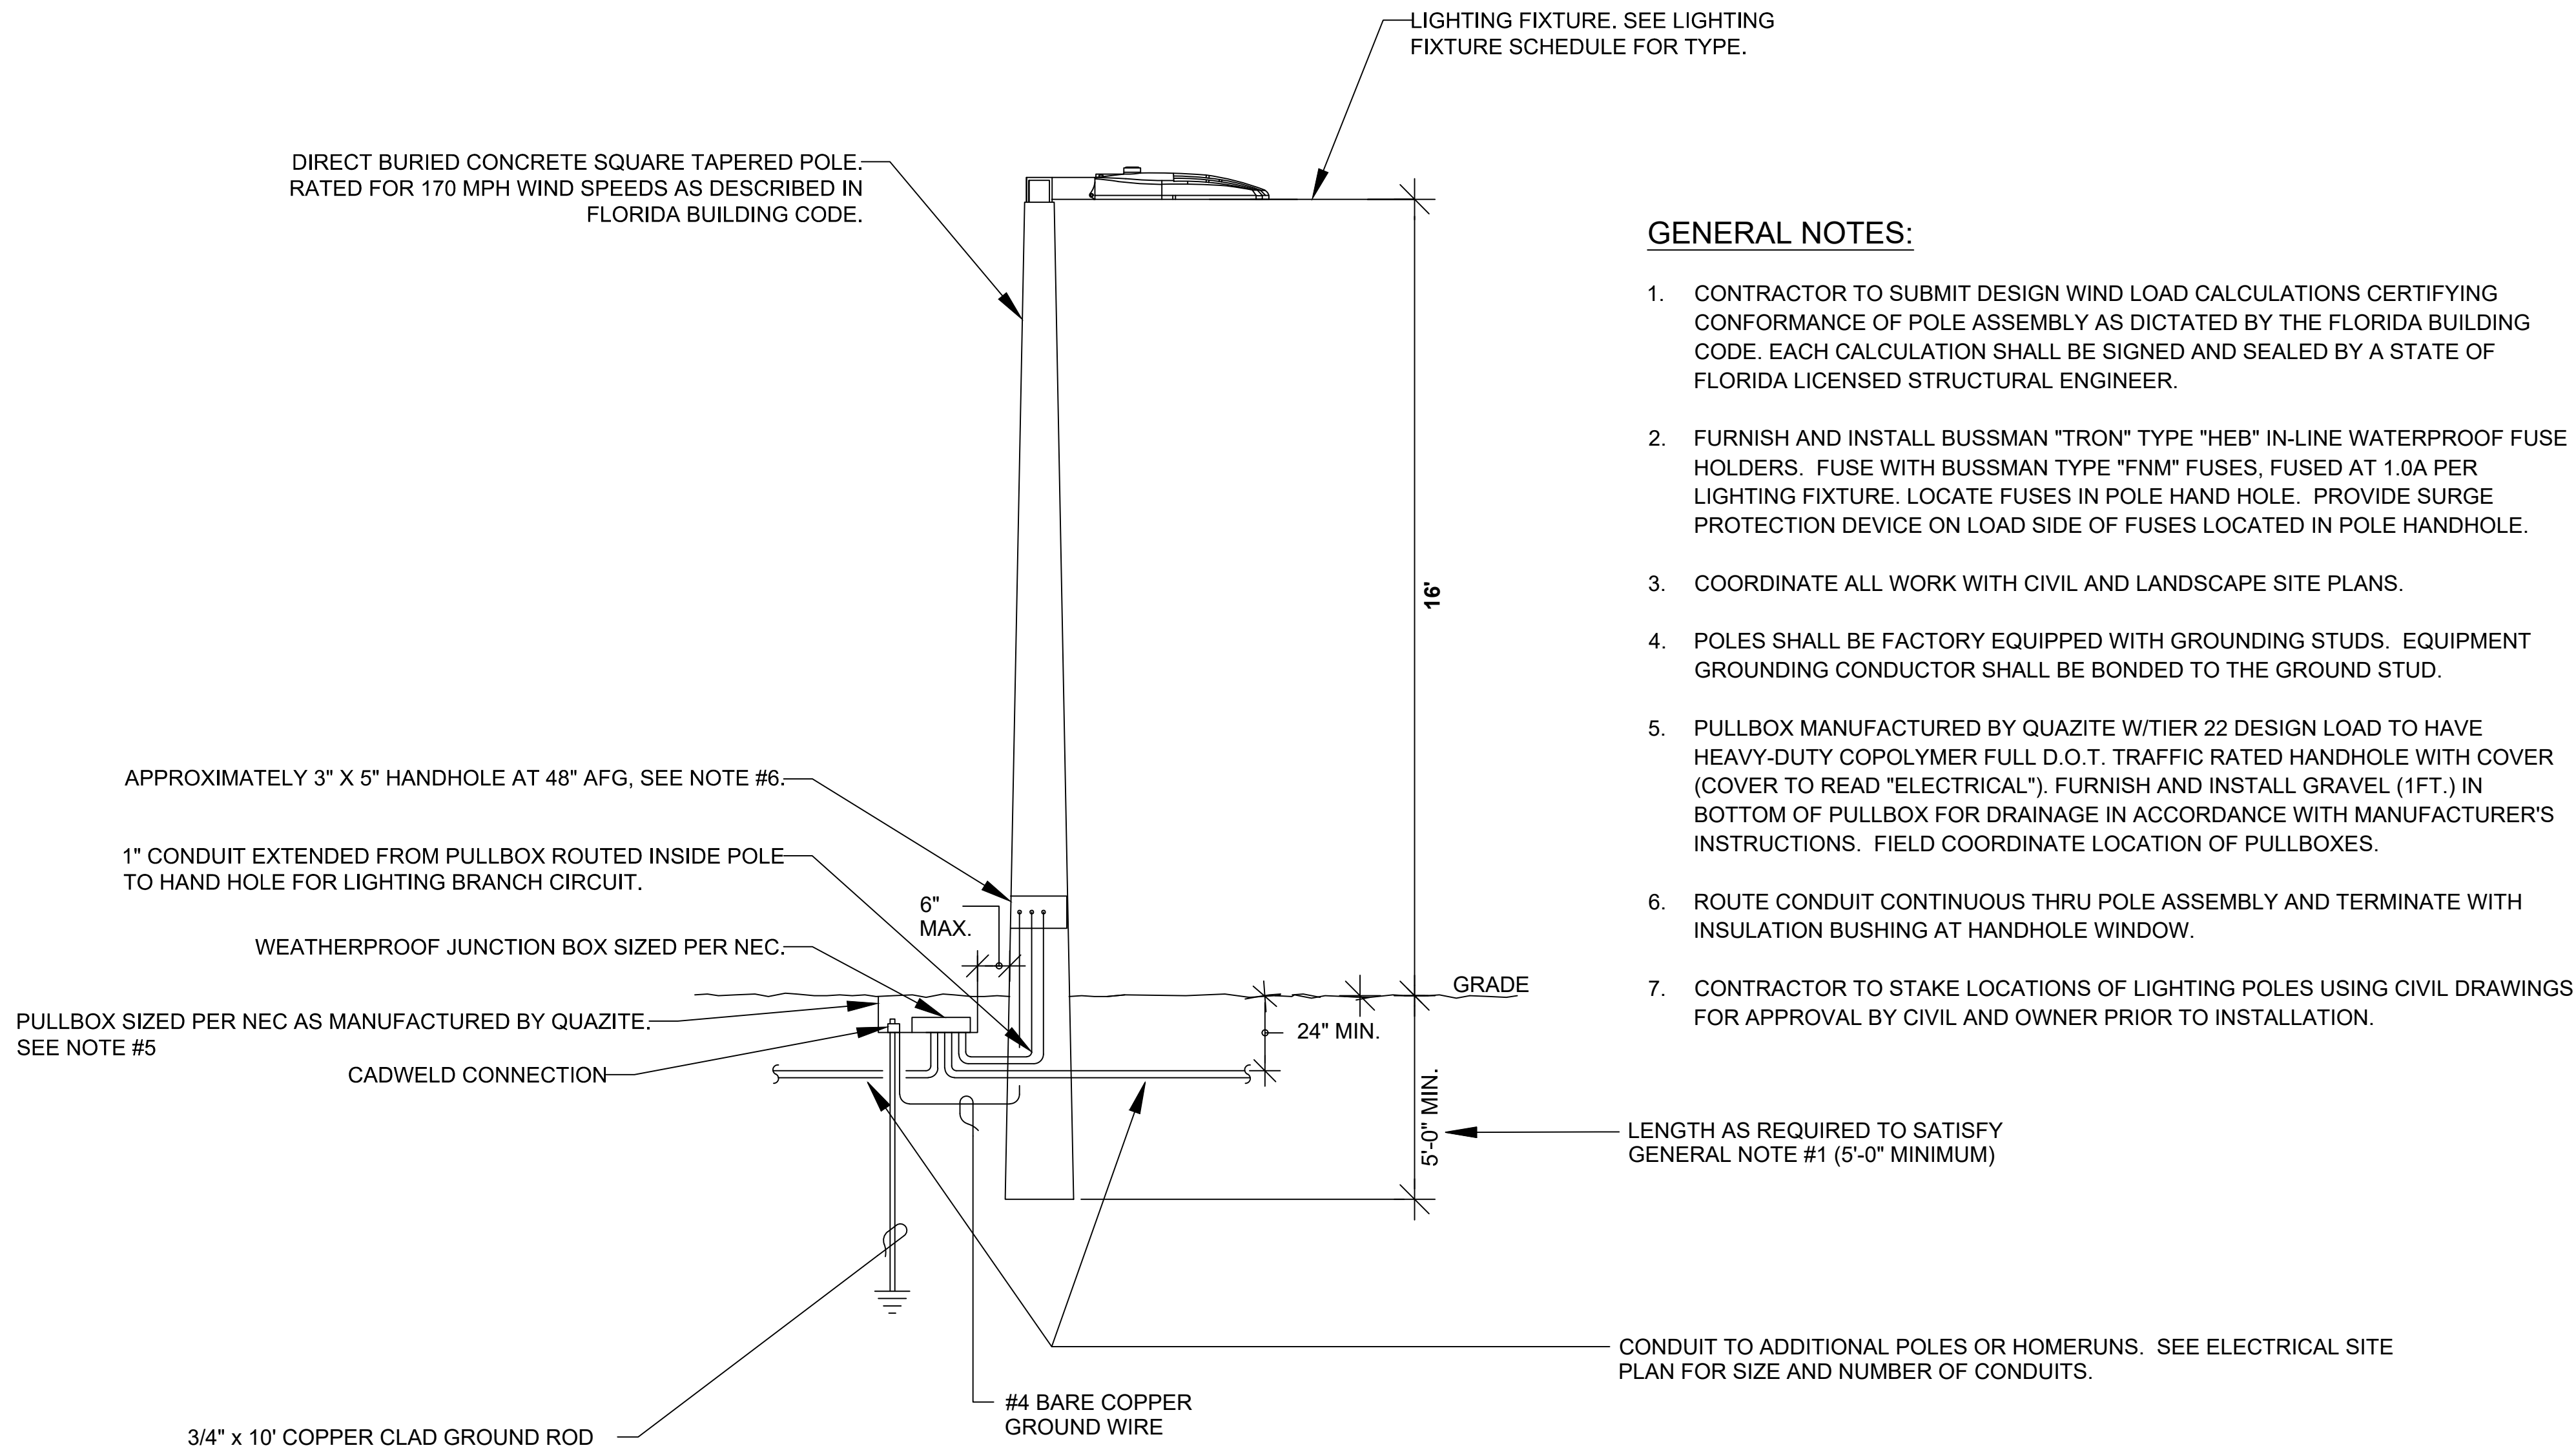 LIGHTING FIXTURE. SEE LIGHTING
FIXTURE SCHEDULE FOR TYPE.
DIRECT BURIED CONCRETE SQUARE TAPERED POLE.
RATED FOR 170 MPH WIND SPEEDS AS DESCRIBED IN
FLORIDA BUILDING CODE.
16'
APPROXIMATELY 3" X 5" HANDHOLE AT 48" AFG, SEE NOTE #6.
1" CONDUIT EXTENDED FROM PULLBOX ROUTED INSIDE POLE
TO HAND HOLE FOR LIGHTING BRANCH CIRCUIT.
6"
MAX.
WEATHERPROOF JUNCTION BOX SIZED PER NEC.
GRADE
PULLBOX SIZED PER NEC AS MANUFACTURED BY QUAZITE.
SEE NOTE #5
24" MIN.
CADWELD CONNECTION
5'-0" MIN.
LENGTH AS REQUIRED TO SATISFY
GENERAL NOTE #1 (5'-0" MINIMUM)
CONDUIT TO ADDITIONAL POLES OR HOMERUNS. SEE ELECTRICAL SITE
PLAN FOR SIZE AND NUMBER OF CONDUITS.
#4 BARE COPPER
GROUND WIRE
3/4" x 10' COPPER CLAD GROUND ROD
GENERAL NOTES:
1. CONTRACTOR TO SUBMIT DESIGN WIND LOAD CALCULATIONS CERTIFYING
CONFORMANCE OF POLE ASSEMBLY AS DICTATED BY THE FLORIDA BUILDING
CODE. EACH CALCULATION SHALL BE SIGNED AND SEALED BY A STATE OF
FLORIDA LICENSED STRUCTURAL ENGINEER.
2. FURNISH AND INSTALL BUSSMAN "TRON" TYPE "HEB" IN-LINE WATERPROOF FUSE
HOLDERS. FUSE WITH BUSSMAN TYPE "FNM" FUSES, FUSED AT 1.0A PER
LIGHTING FIXTURE. LOCATE FUSES IN POLE HAND HOLE. PROVIDE SURGE
PROTECTION DEVICE ON LOAD SIDE OF FUSES LOCATED IN POLE HANDHOLE.
3. COORDINATE ALL WORK WITH CIVIL AND LANDSCAPE SITE PLANS.
4. POLES SHALL BE FACTORY EQUIPPED WITH GROUNDING STUDS. EQUIPMENT
GROUNDING CONDUCTOR SHALL BE BONDED TO THE GROUND STUD.
5. PULLBOX MANUFACTURED BY QUAZITE W/TIER 22 DESIGN LOAD TO HAVE
HEAVY-DUTY COPOLYMER FULL D.O.T. TRAFFIC RATED HANDHOLE WITH COVER
(COVER TO READ "ELECTRICAL"). FURNISH AND INSTALL GRAVEL (1FT.) IN
BOTTOM OF PULLBOX FOR DRAINAGE IN ACCORDANCE WITH MANUFACTURER'S
INSTRUCTIONS. FIELD COORDINATE LOCATION OF PULLBOXES.
6. ROUTE CONDUIT CONTINUOUS THRU POLE ASSEMBLY AND TERMINATE WITH
INSULATION BUSHING AT HANDHOLE WINDOW.
7. CONTRACTOR TO STAKE LOCATIONS OF LIGHTING POLES USING CIVIL DRAWINGS
FOR APPROVAL BY CIVIL AND OWNER PRIOR TO INSTALLATION.